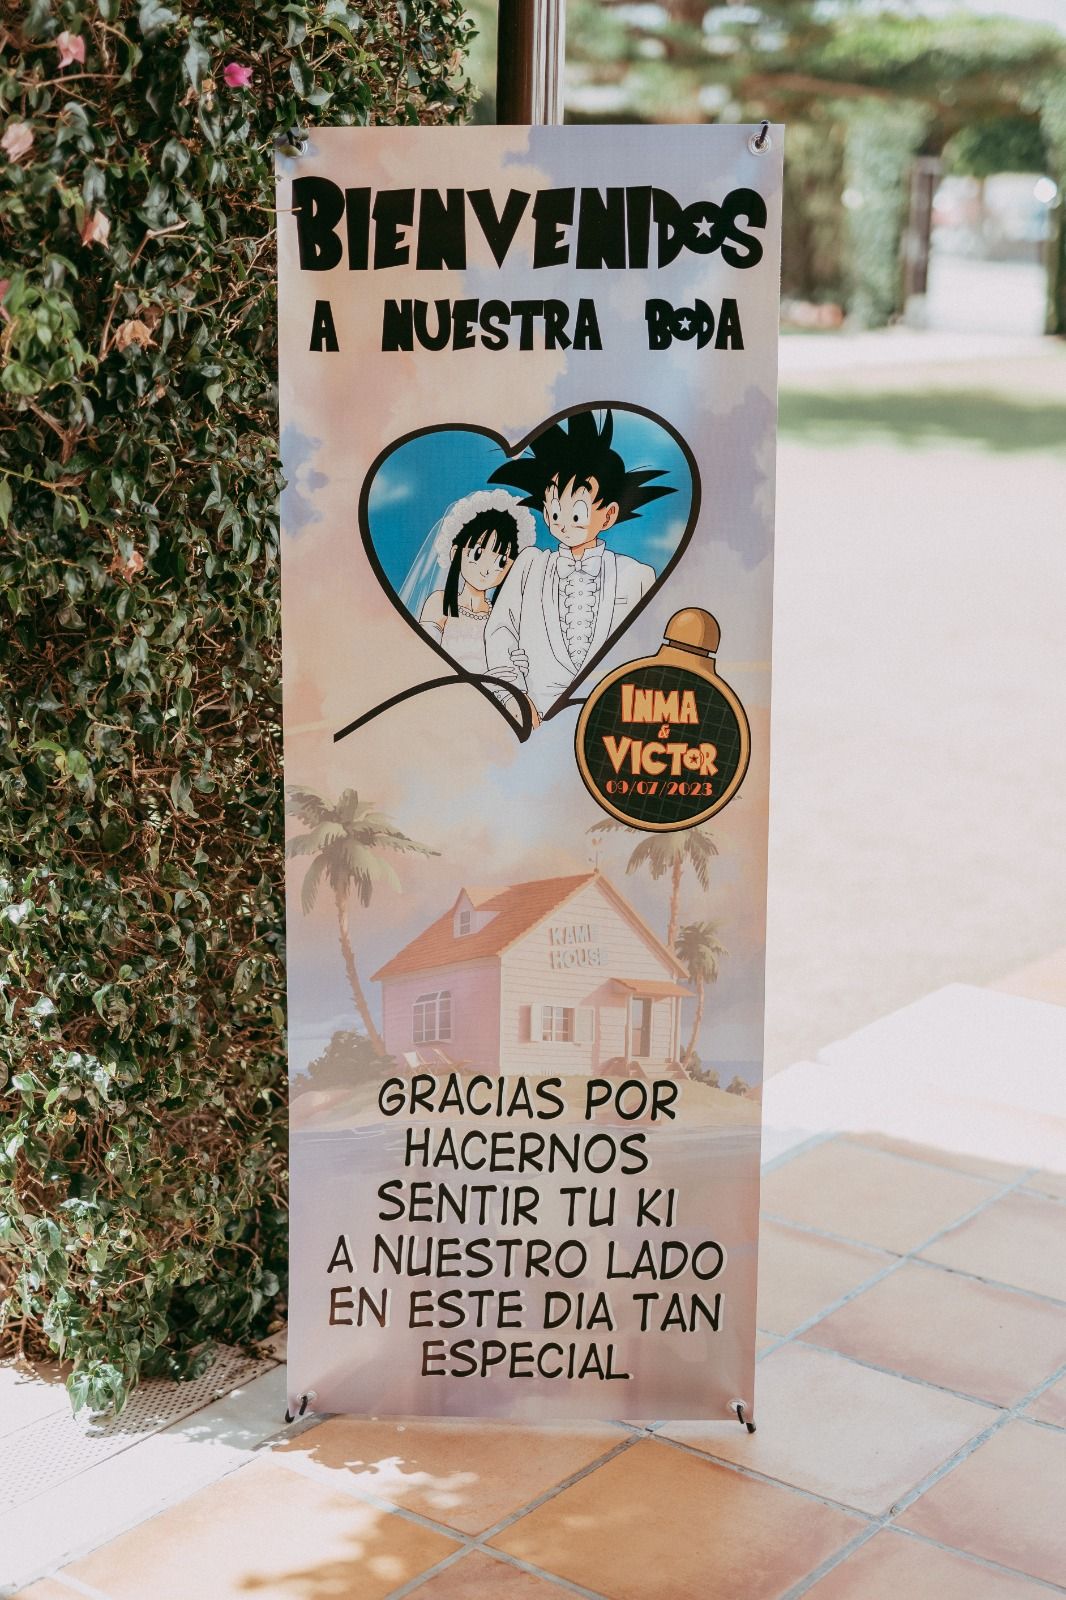 BIENVENIDOS
A NUESTRA BODA
INMA
&
VICTOR
09/07/2023
KAME
HOUSE
GRACIAS POR
HACERNOS
SENTIR TU KI
A NUESTRO LADO
EN ESTE DIA TAN
ESPECIAL